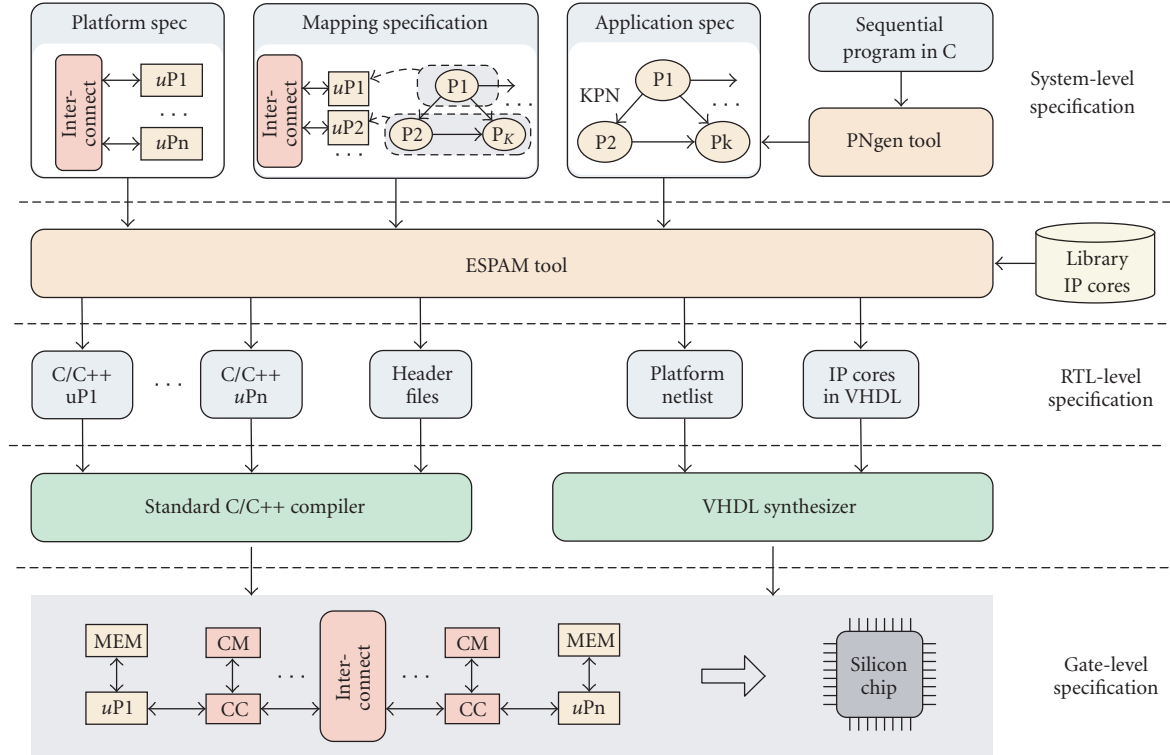 Platform spec
Mapping specification
Application spec
Sequential
program in C
Inter-
connect
uP1
. . .
uPn
Inter-
connect
uP1
uP2
. . .
P1
. . . .
P2
PK
KPN
P1
. . . .
P2
Pk
PNgen tool
System-level
specification
ESPAM tool
Library
IP cores
C/C++
uP1
. . .
C/C++
uPn
Header
files
Platform
netlist
IP cores
in VHDL
RTL-level
specification
Standard C/C++ compiler
VHDL synthesizer
MEM
CM
CM
MEM
uP1
CC
. . .
Inter-
connect
. . .
CC
uPn
Silicon
chip
Gate-level
specification